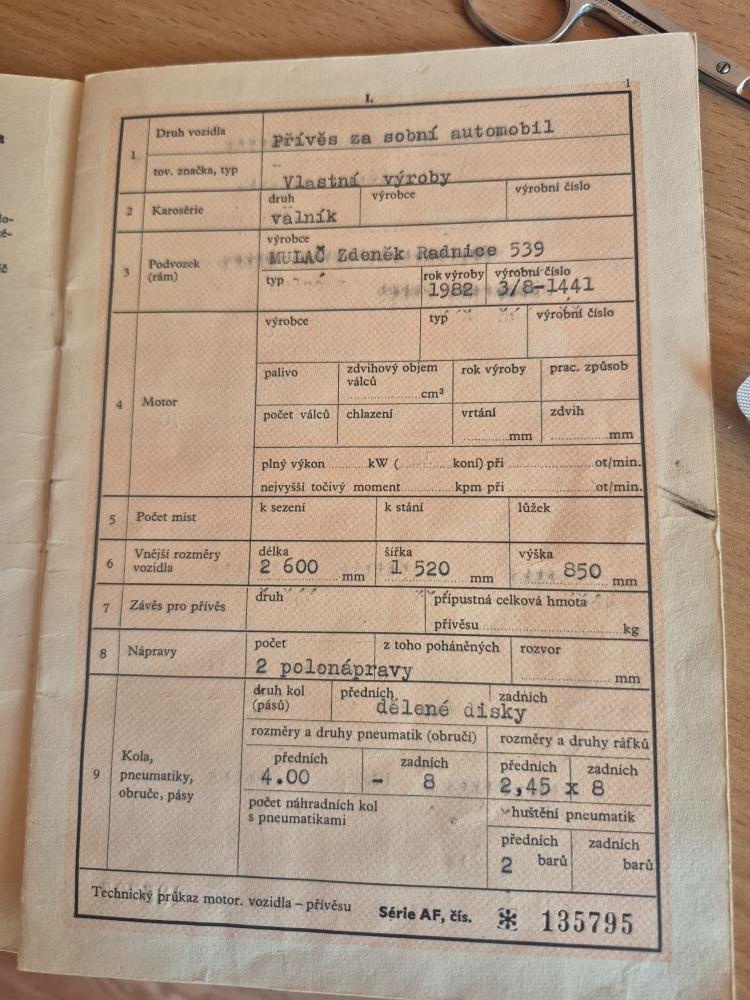 I.
1
1
Druh vozidla
Přívěs za sobní automobil
tov. značka, typ
Vlastní výroby
2
Karosérie
druh
valník
výrobce
výrobní číslo
3
Podvozek
(rám)
výrobce
MULAČ Zdeněk Radnice 539
typ
rok výroby
1982
výrobní číslo
3/8-1441
4
Motor
výrobce
typ
výrobní číslo
palivo
zdvihový objem
válců
cm³
rok výroby
prac. způsob
počet válců
chlazení
vrtání
mm
zdvih
mm
plný výkon kW ( koní) při ot/min.
nejvyšší točivý moment kpm při ot/min.
5
Počet míst
k sezení
k stání
lůžek
6
Vnější rozměry
vozidla
délka
2 600 mm
šířka
1 520 mm
výška
850 mm
7
Závěs pro přívěs
druh
přípustná celková hmota
přívěsu kg
8
Nápravy
počet
z toho poháněných
rozvor
2 polonápravy
mm
9
Kola,
pneumatiky,
obruče, pásy
druh kol
(pásů)
předních
zadních
dělené disky
rozměry a druhy pneumatik (obručí)
rozměry a druhy ráfků
předních
zadních
4.00 - 8
předních
zadních
2,45 x 8
počet náhradních kol
s pneumatikami
huštění pneumatik
předních
2 barů
zadních
barů
Technický průkaz motor. vozidla – přívěsu
Série AF, čís. ✻ 135795